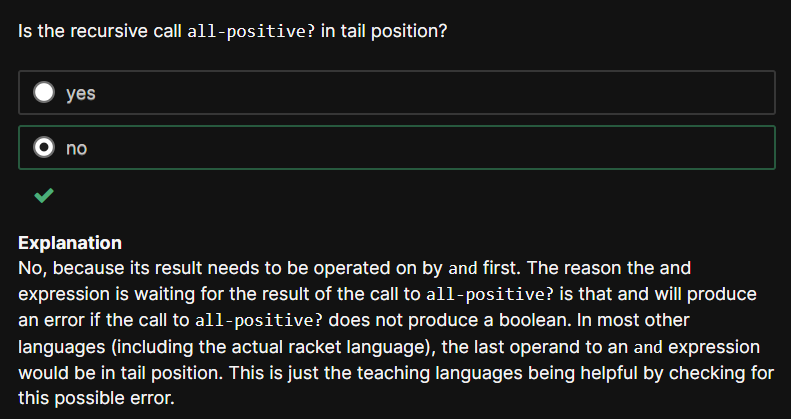 Is the recursive call all-positive? in tail position?
yes
no
Explanation
No, because its result needs to be operated on by and first. The reason the and
expression is waiting for the result of the call to all-positive? is that and will produce
an error if the call to all-positive? does not produce a boolean. In most other
languages (including the actual racket language), the last operand to an and expression
would be in tail position. This is just the teaching languages being helpful by checking for
this possible error.